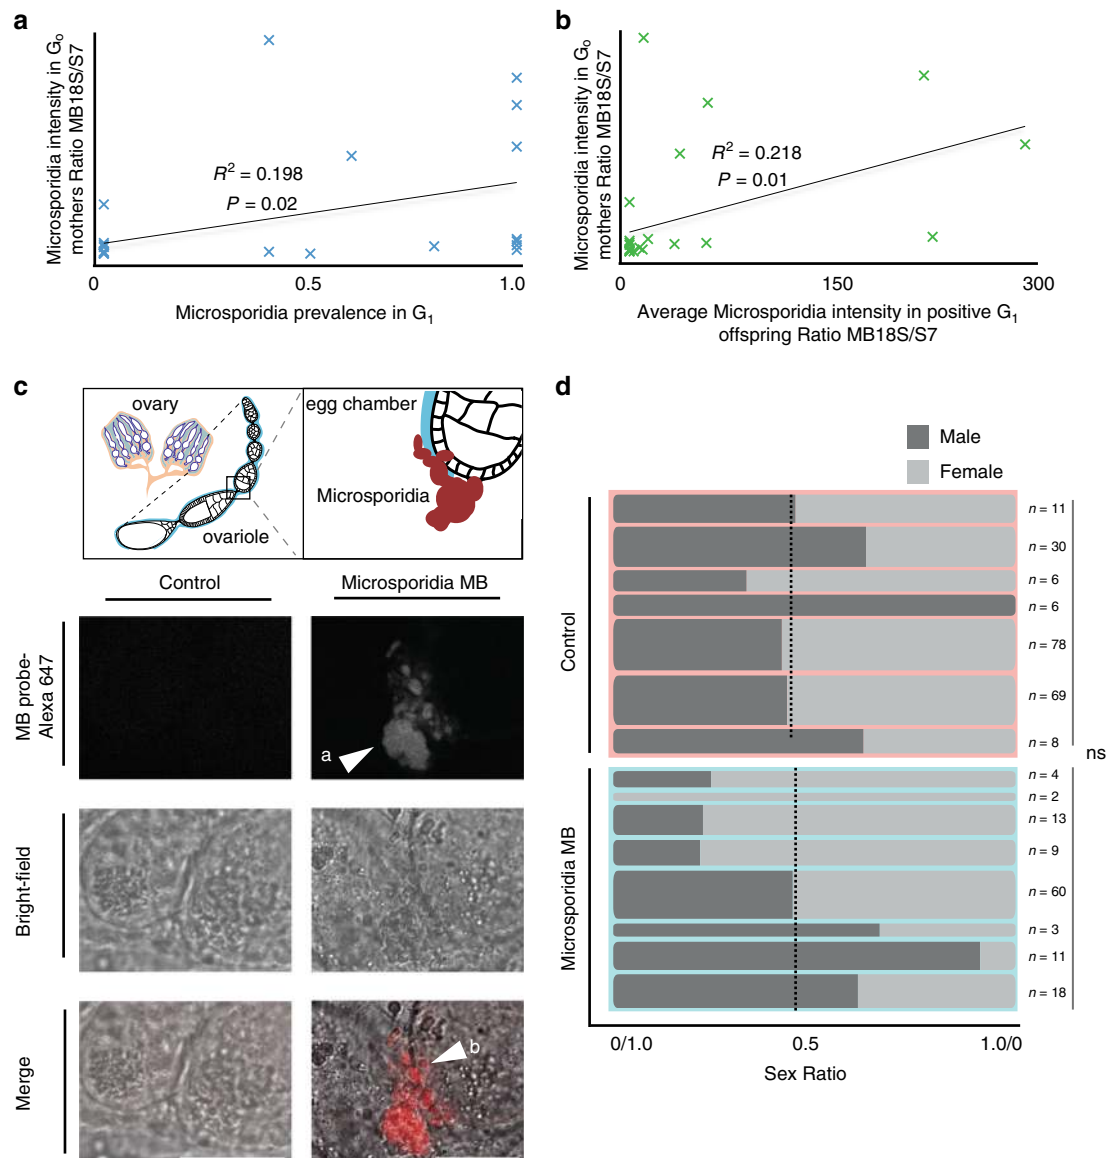 a
Microsporidia intensity in Go
mothers Ratio MB18S/S7
R² = 0.198
P = 0.02
0
0.5
1.0
Microsporidia prevalence in G1
b
Microsporidia intensity in Go
mothers Ratio MB18S/S7
R² = 0.218
P = 0.01
0
150
300
Average Microsporidia intensity in positive G1
offspring Ratio MB18S/S7
c
ovary
ovariole
egg chamber
Microsporidia
Control
Microsporidia MB
MB probe-
Alexa 647
a
Bright-field
Merge
b
d
Male
Female
Control
n = 11
n = 30
n = 6
n = 6
n = 78
n = 69
n = 8
ns
Microsporidia MB
n = 4
n = 2
n = 13
n = 9
n = 60
n = 3
n = 11
n = 18
0/1.0
0.5
1.0/0
Sex Ratio